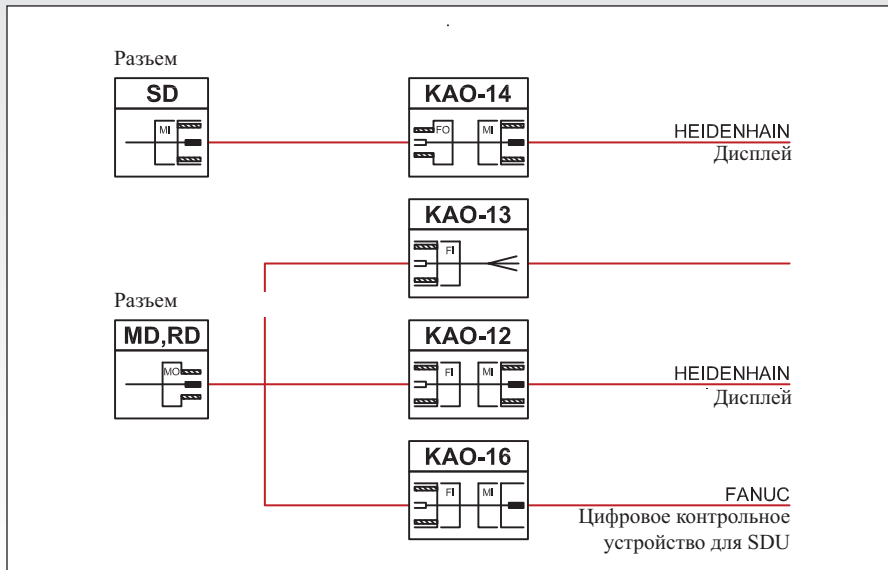 Разъем
SD
MI
KAO-14
FO
MI
HEIDENHAIN
Дисплей
KAO-13
FI
Разъем
MD,RD
MO
KAO-12
FI
MI
HEIDENHAIN
Дисплей
KAO-16
FI
MI
FANUC
Цифровое контрольное
устройство для SDU